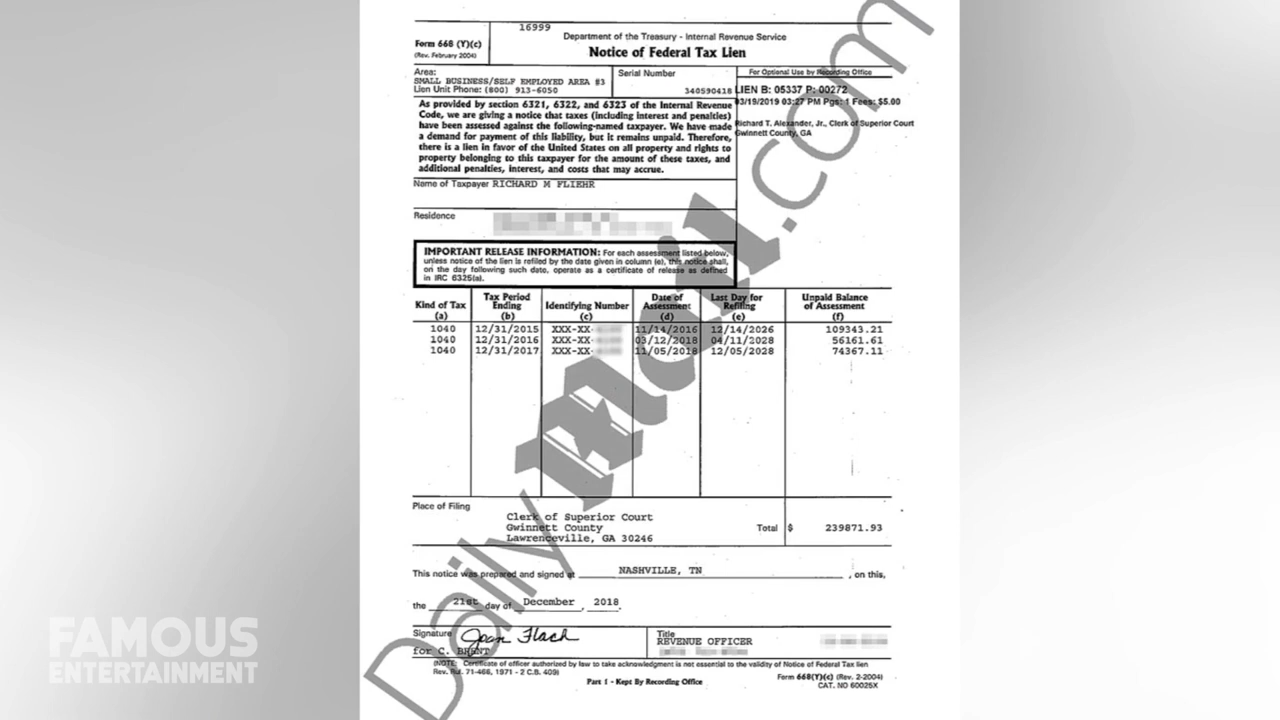 16999
Form 668 (Y)(c)
(Rev. February 2004)
Department of the Treasury - Internal Revenue Service
Notice of Federal Tax Lien
Area:
SMALL BUSINESS/SELF EMPLOYED AREA #3
Lien Unit Phone: (800) 913-6050
Serial Number
340590418
For Optional Use by Recording Office
LIEN B: 05337 P: 00272
03/19/2019 03:27 PM Pgs: 1 Fees: $5.00
Richard T. Alexander, Jr., Clerk of Superior Court
Gwinnett County, GA
As provided by section 6321, 6322, and 6323 of the Internal Revenue
Code, we are giving a notice that taxes (including interest and penalties)
have been assessed against the following-named taxpayer. We have made
a demand for payment of this liability, but it remains unpaid. Therefore,
there is a lien in favor of the United States on all property and rights to
property belonging to this taxpayer for the amount of these taxes, and
additional penalties, interest, and costs that may accrue.
Name of Taxpayer RICHARD M FLIEHR
Residence
IMPORTANT RELEASE INFORMATION: For each assessment listed below,
unless notice of the lien is refiled by the date given in column (e), this notice shall,
on the day following such date, operate as a certificate of release as defined
in IRC 6325(a).
Kind of Tax (a) Tax Period Ending (b) Identifying Number (c) Date of Assessment (d) Last Day for Refiling (e) Unpaid Balance of Assessment (f)
1040 12/31/2015 XXX-XX- 11/14/2016 12/14/2026 109343.21
1040 12/31/2016 XXX-XX- 03/12/2018 04/11/2028 56161.61
1040 12/31/2017 XXX-XX- 11/05/2018 12/05/2028 74367.11
Place of Filing
Clerk of Superior Court
Gwinnett County
Lawrenceville, GA 30246
Total $ 239871.93
This notice was prepared and signed at NASHVILLE, TN , on this,
the 21st day of December , 2018.
Signature Joan Flach
for C. BRENT
Title
REVENUE OFFICER
(NOTE: Certificate of officer authorized by law to take acknowledgment is not essential to the validity of Notice of Federal Tax lien
Rev. Rul. 71-466, 1971 - 2 C.B. 409)
Part 1 - Kept By Recording Office
Form 668(Y)(c) (Rev. 2-2004)
CAT. NO 60025X
Daily Mail.com
FAMOUS
ENTERTAINMENT